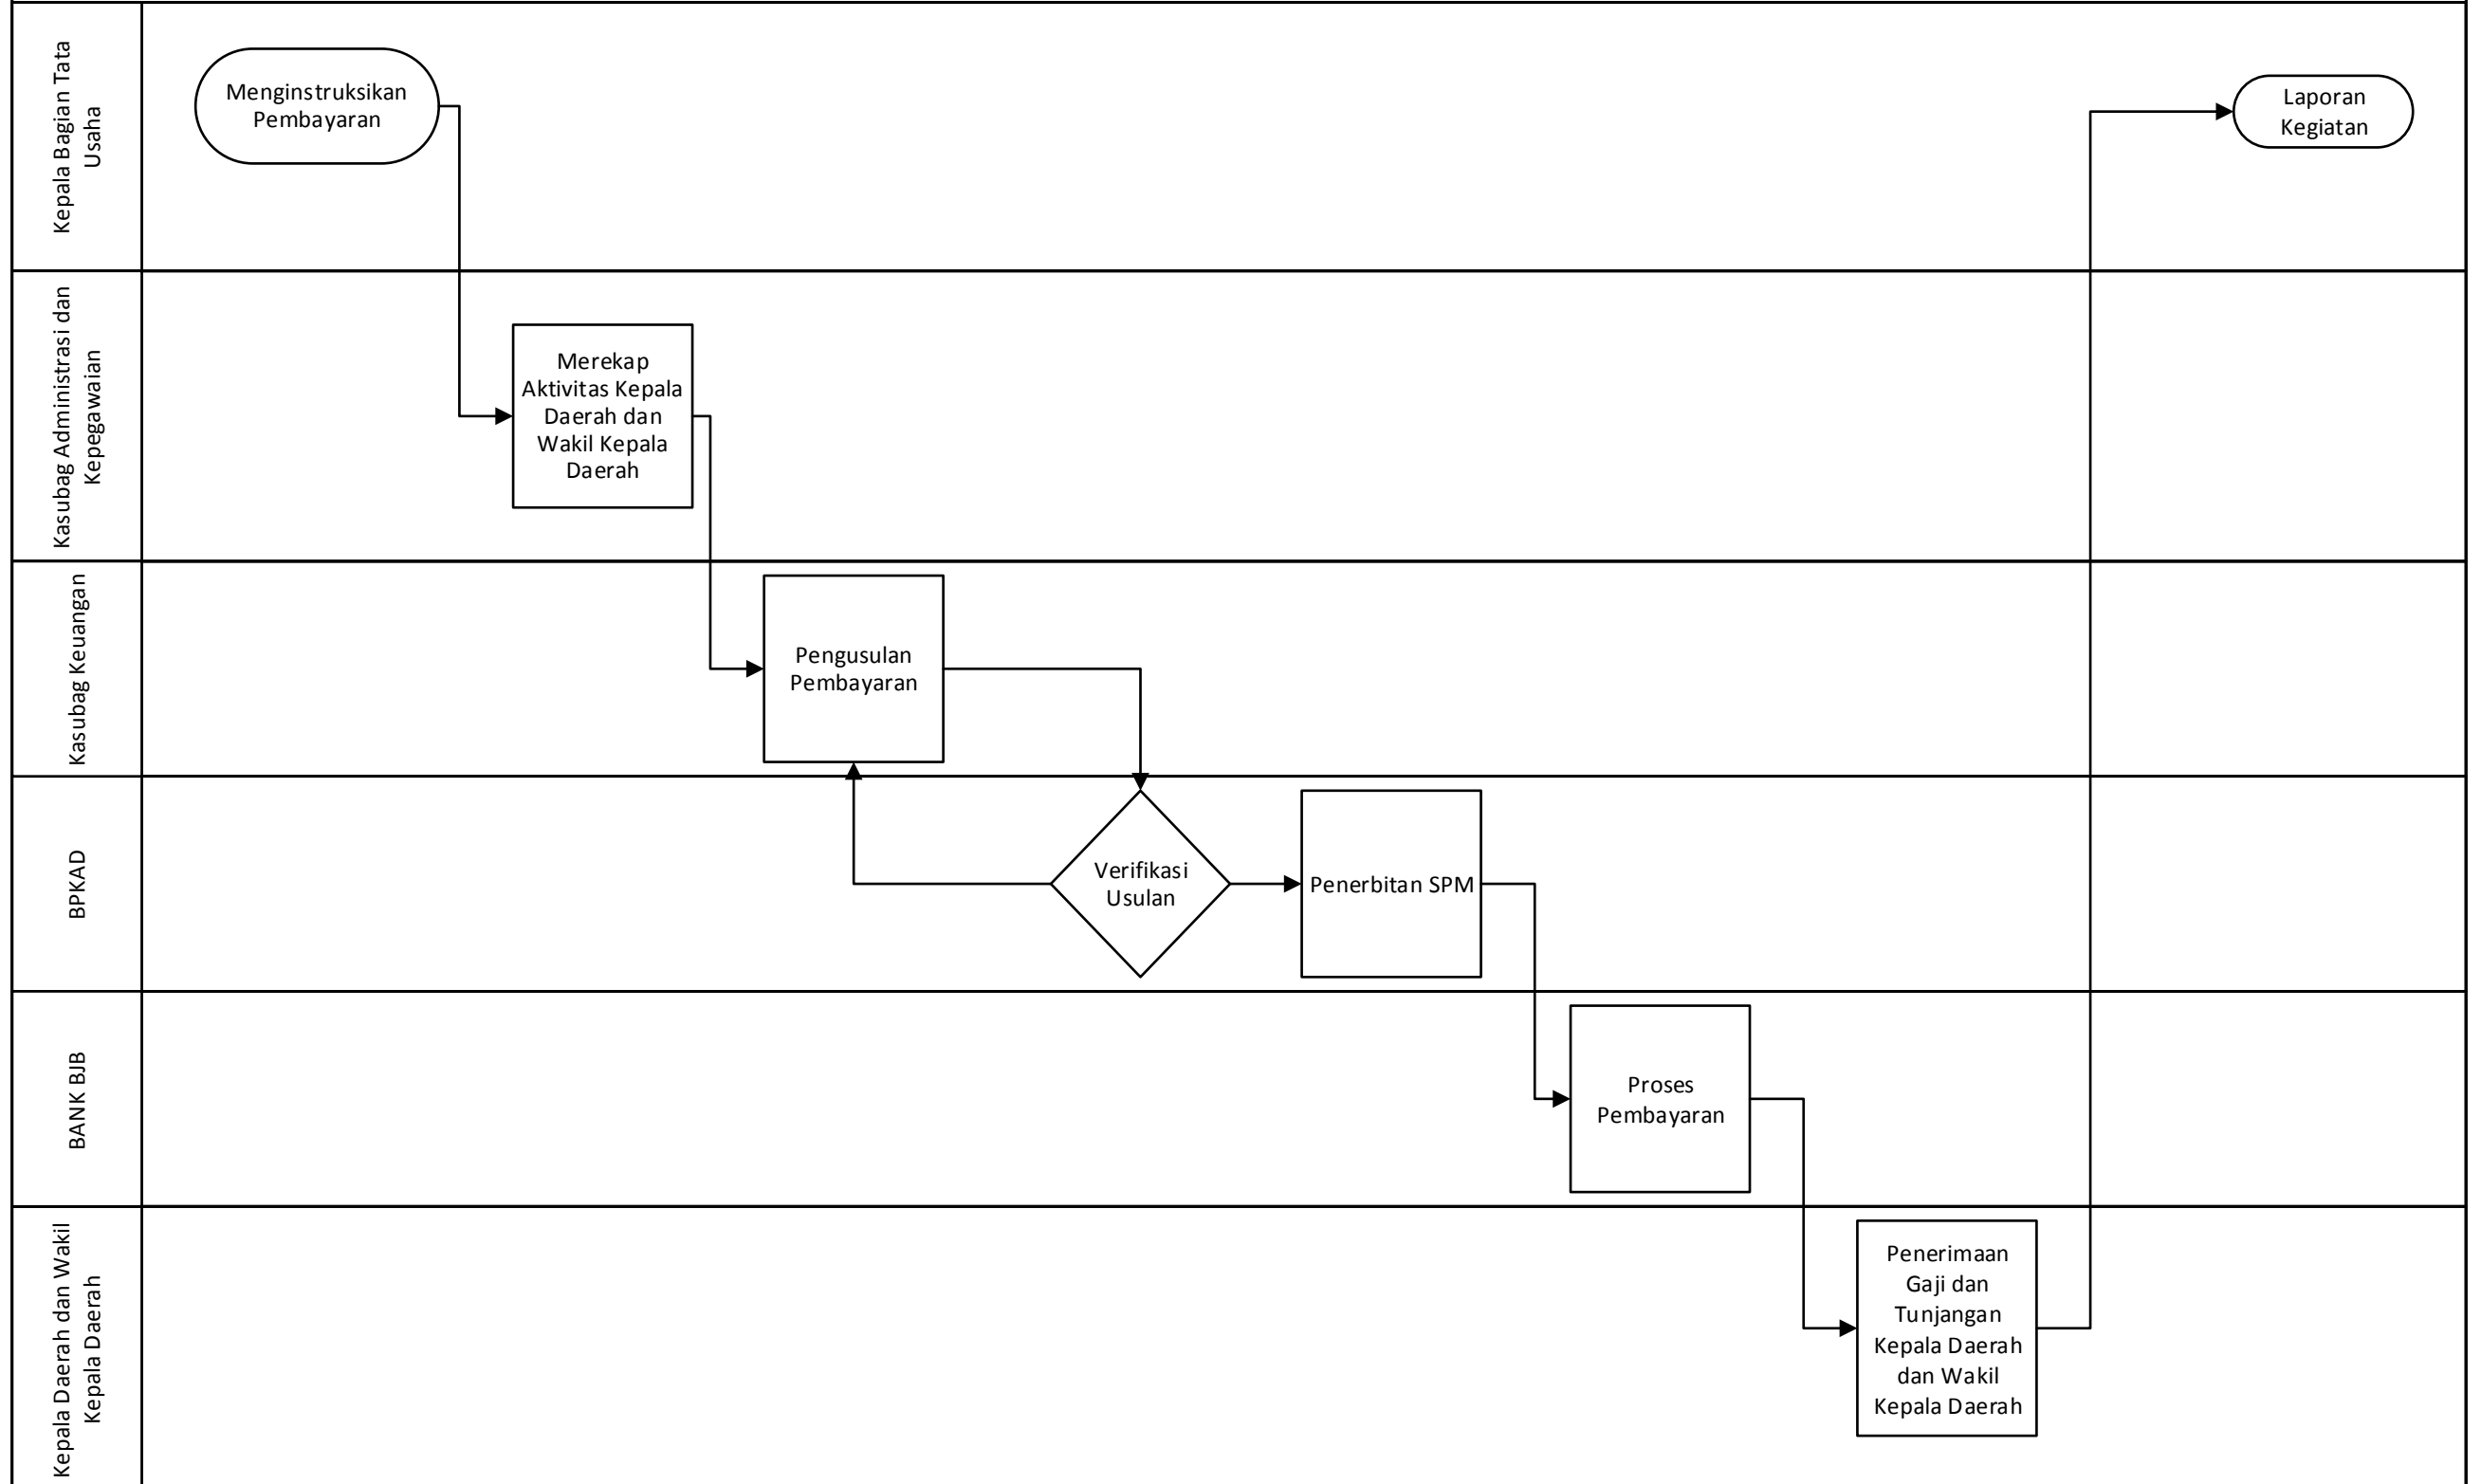 Kepala Bagian Tata
Usaha
Menginstruksikan
Pembayaran
Laporan
Kegiatan
Kasubag Administrasi dan
Kepegawaian
Merekap
Aktivitas Kepala
Daerah dan
Wakil Kepala
Daerah
Kasubag Keuangan
Pengusulan
Pembayaran
BPKAD
Verifikasi
Usulan
Penerbitan SPM
BANK BJB
Proses
Pembayaran
Kepala Daerah dan Wakil
Kepala Daerah
Penerimaan
Gaji dan
Tunjangan
Kepala Daerah
dan Wakil
Kepala Daerah